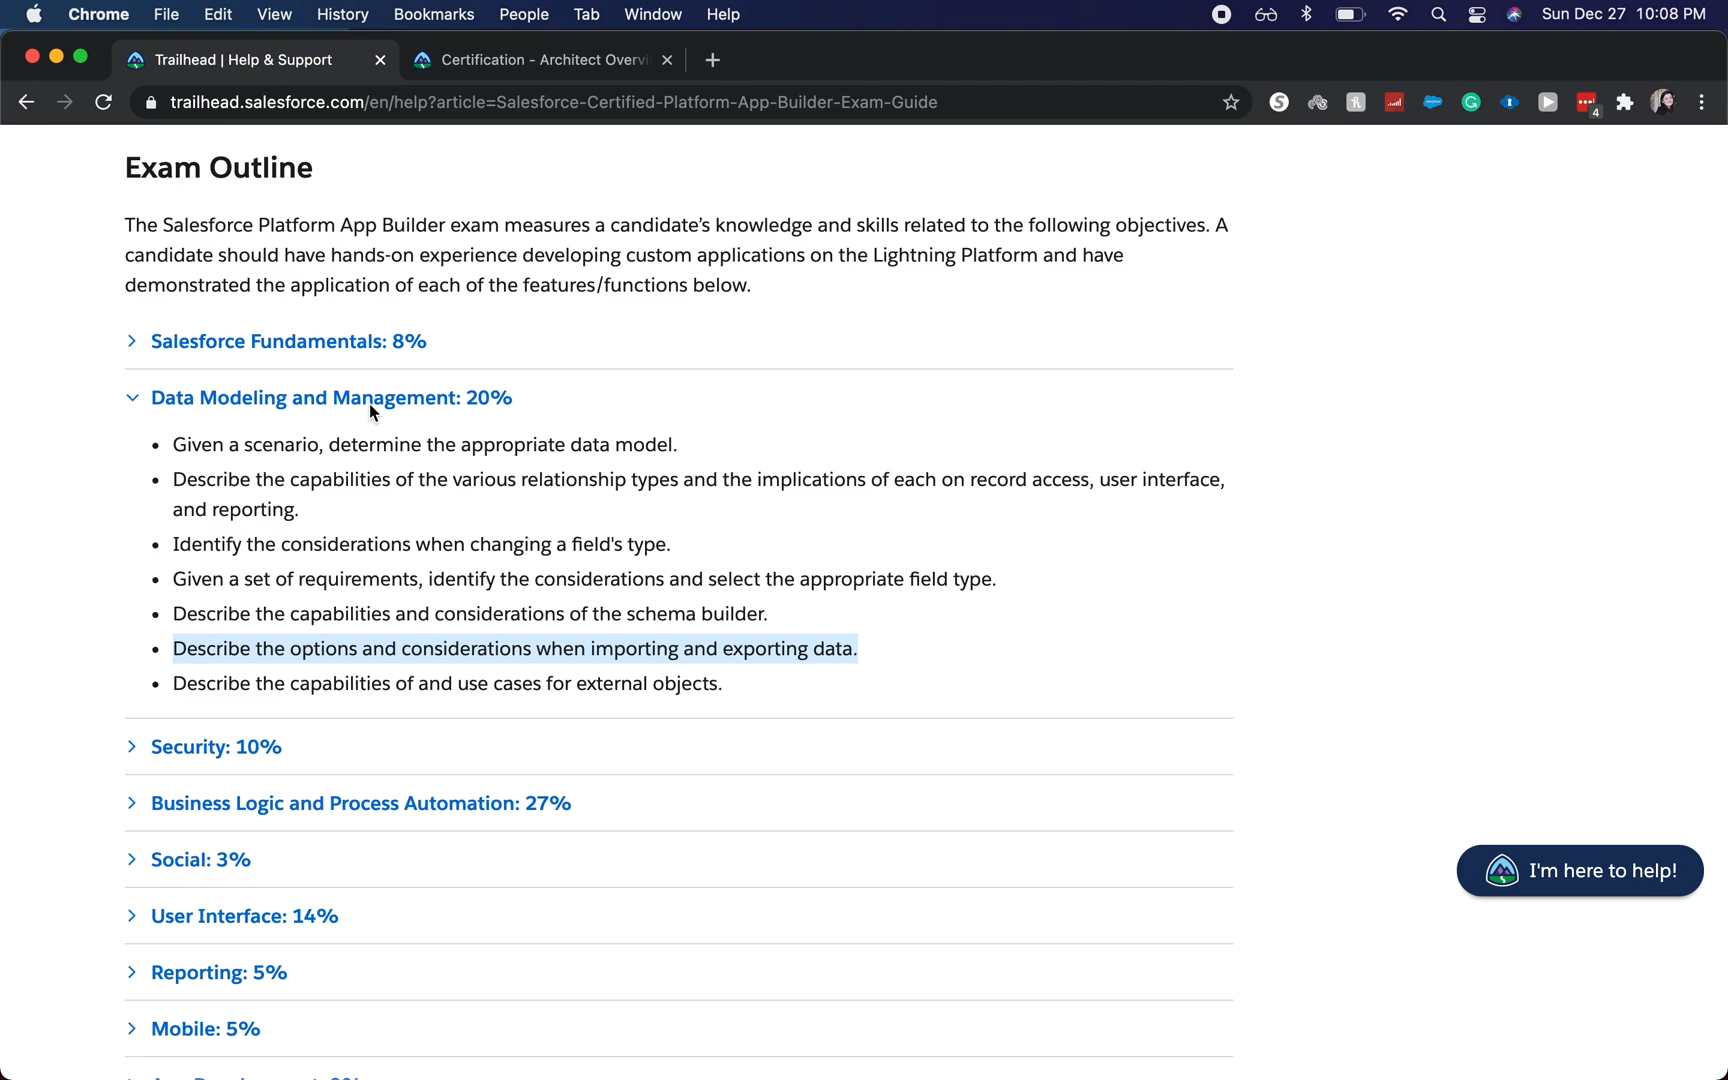 Chrome File Edit View History Bookmarks People Tab Window Help Sun Dec 27 10:08 PM
Trailhead | Help & Support Certification - Architect Overvi
trailhead.salesforce.com/en/help?article=Salesforce-Certified-Platform-App-Builder-Exam-Guide
4
Exam Outline
The Salesforce Platform App Builder exam measures a candidate's knowledge and skills related to the following objectives. A
candidate should have hands-on experience developing custom applications on the Lightning Platform and have
demonstrated the application of each of the features/functions below.
Salesforce Fundamentals: 8%
Data Modeling and Management: 20%
• Given a scenario, determine the appropriate data model.
• Describe the capabilities of the various relationship types and the implications of each on record access, user interface,
and reporting.
• Identify the considerations when changing a field's type.
• Given a set of requirements, identify the considerations and select the appropriate field type.
• Describe the capabilities and considerations of the schema builder.
• Describe the options and considerations when importing and exporting data.
• Describe the capabilities of and use cases for external objects.
Security: 10%
Business Logic and Process Automation: 27%
Social: 3%
I'm here to help!
User Interface: 14%
Reporting: 5%
Mobile: 5%